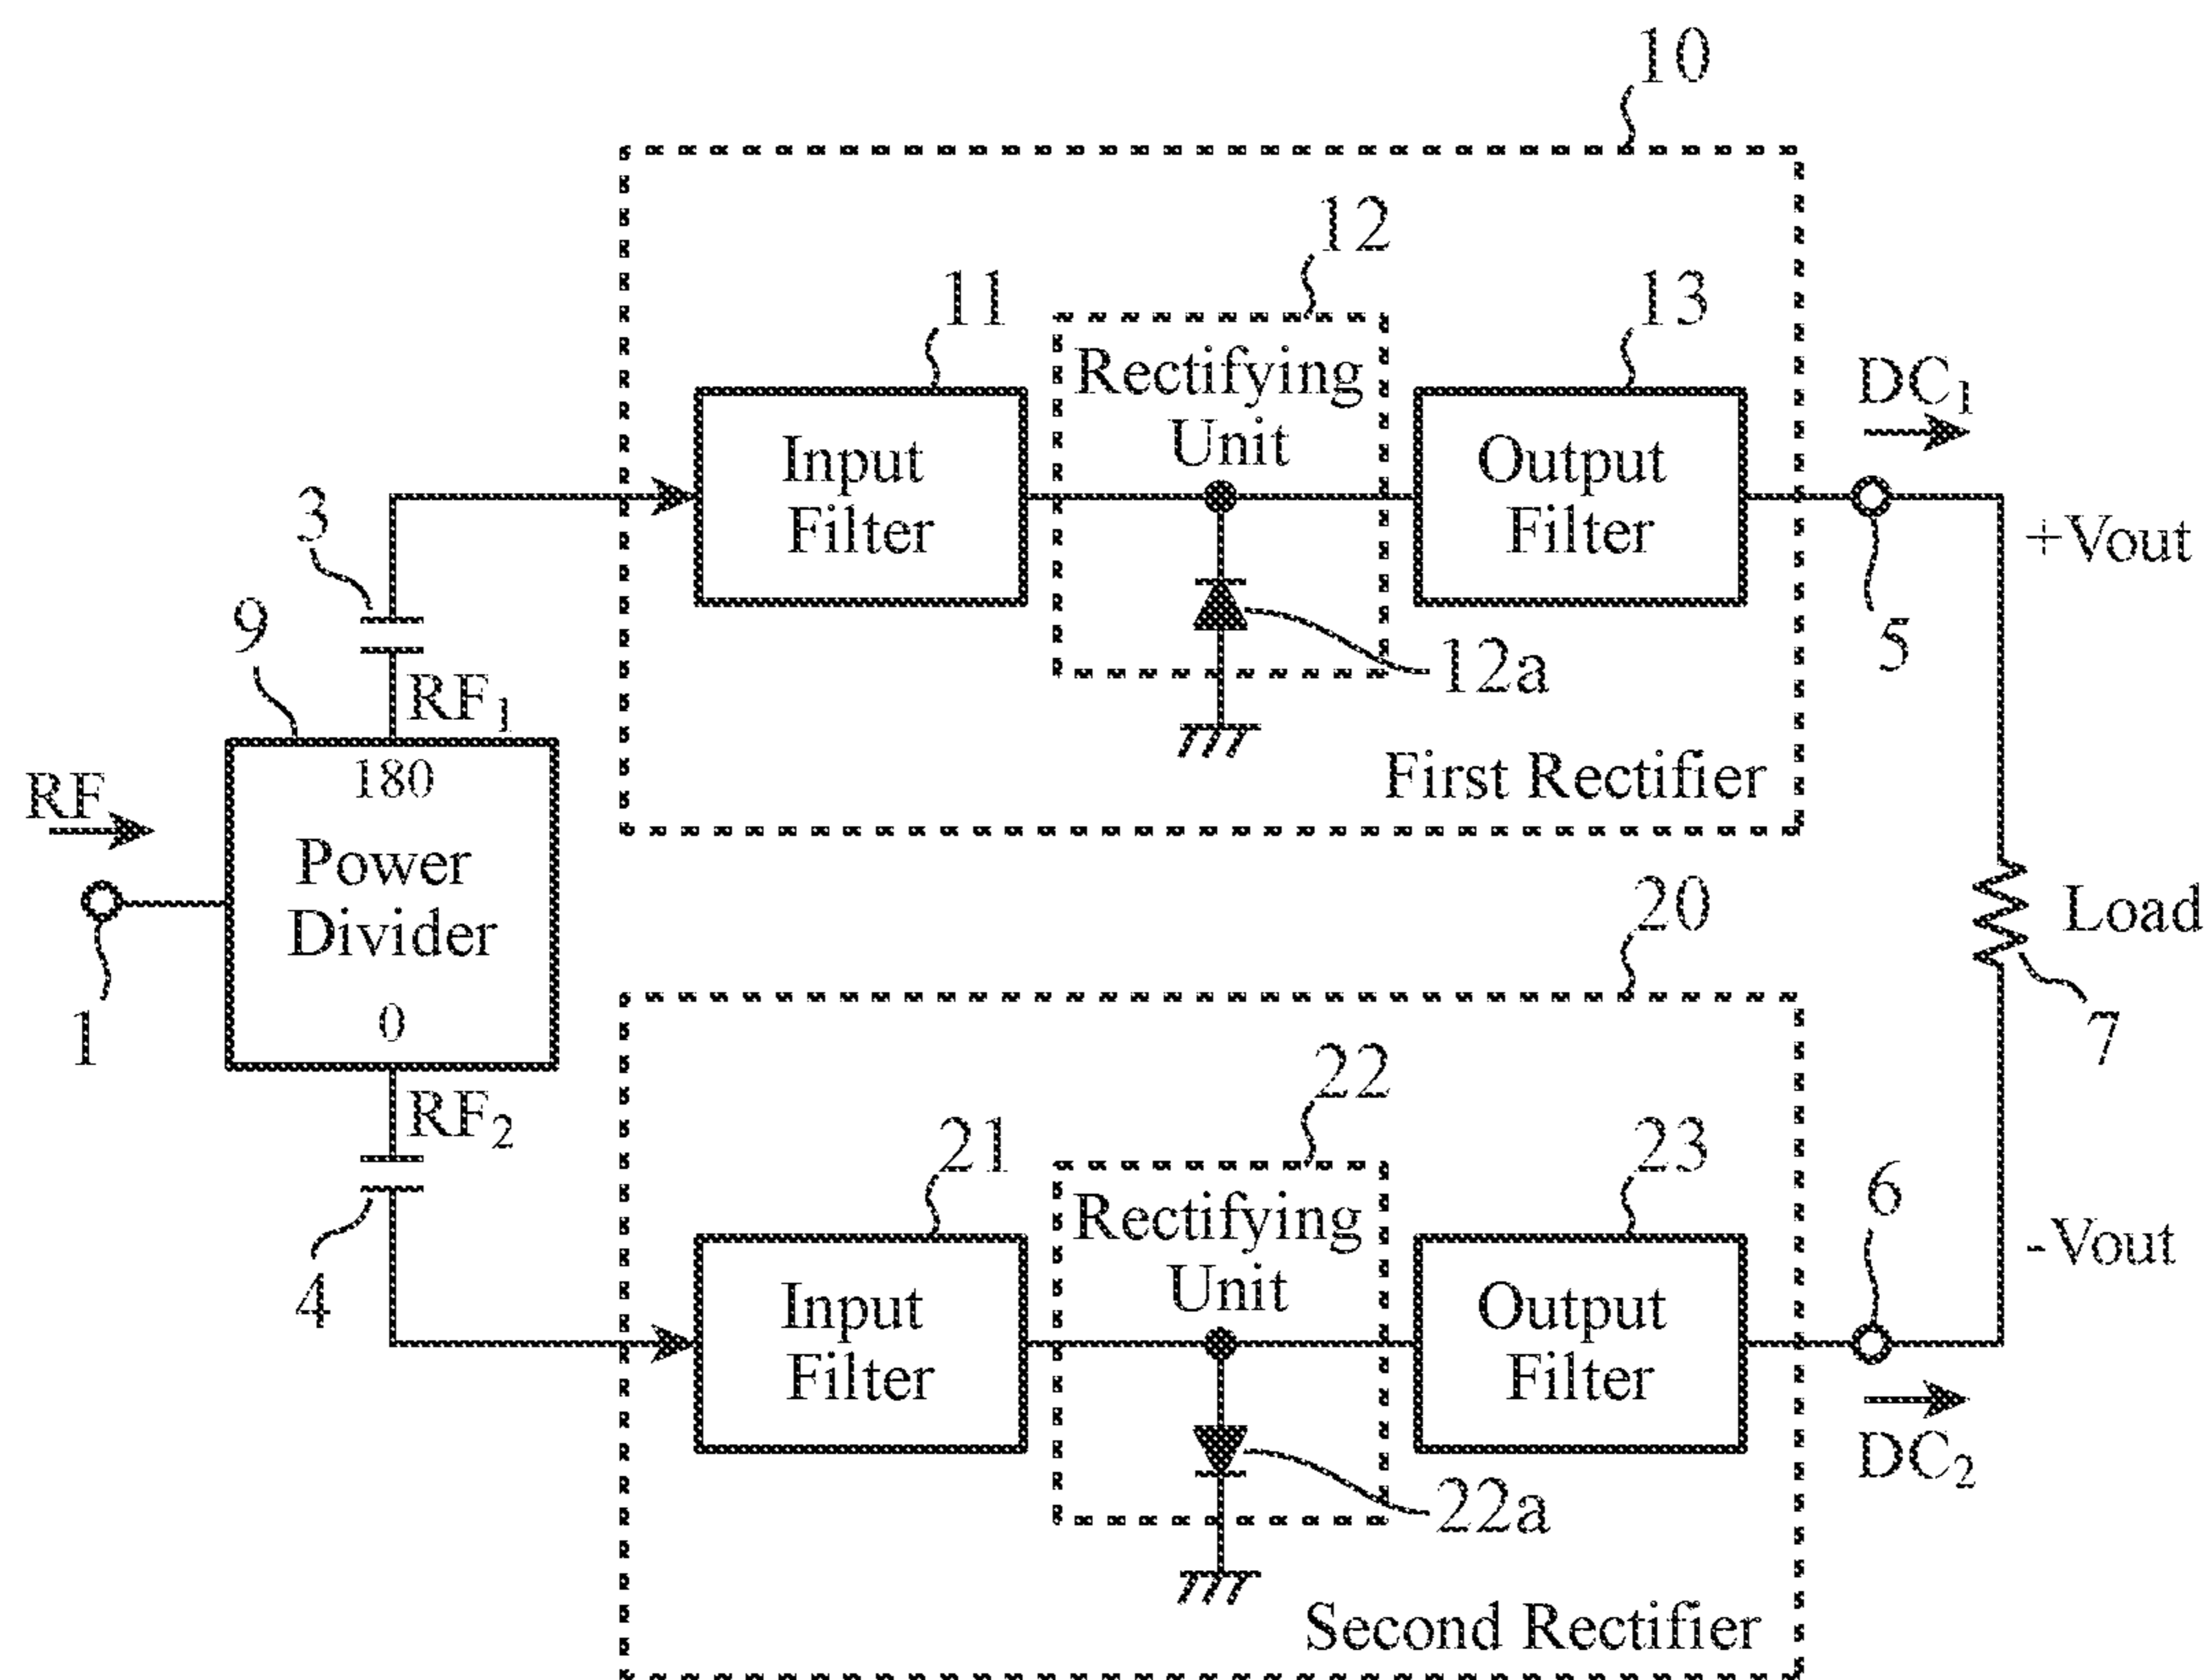 10
12
11
13
Rectifying
Unit
DC1
Input
Filter
Output
Filter
3
+Vout
9
5
12a
RF1
180
First Rectifier
RF
Power
Divider
20
Load
0
1
7
22
RF2
21
23
6
Rectifying
Unit
-Vout
4
Input
Filter
Output
Filter
DC2
22a
Second Rectifier